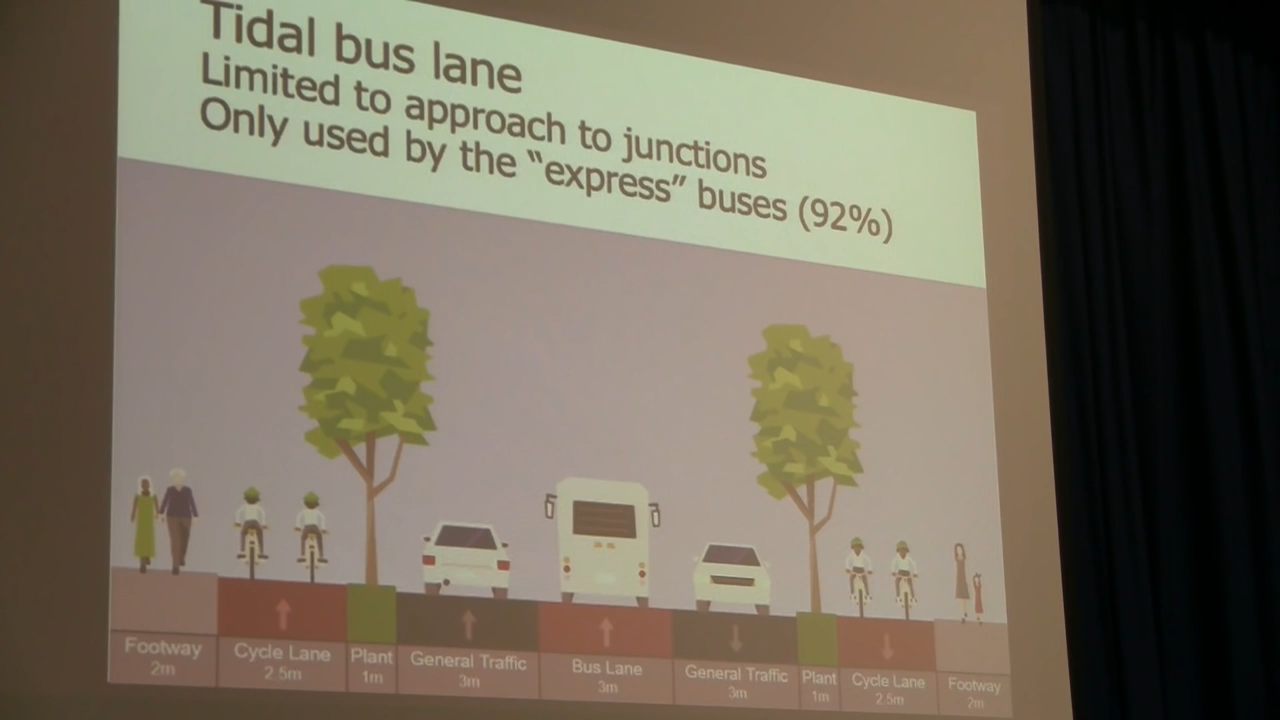 Tidal bus lane
Limited to approach to junctions
Only used by the “express” buses (92%)
Footway
2m
Cycle Lane
2.5m
Plant
1m
General Traffic
3m
Bus Lane
3m
General Traffic
3m
Plant
1m
Cycle Lane
2.5m
Footway
2m